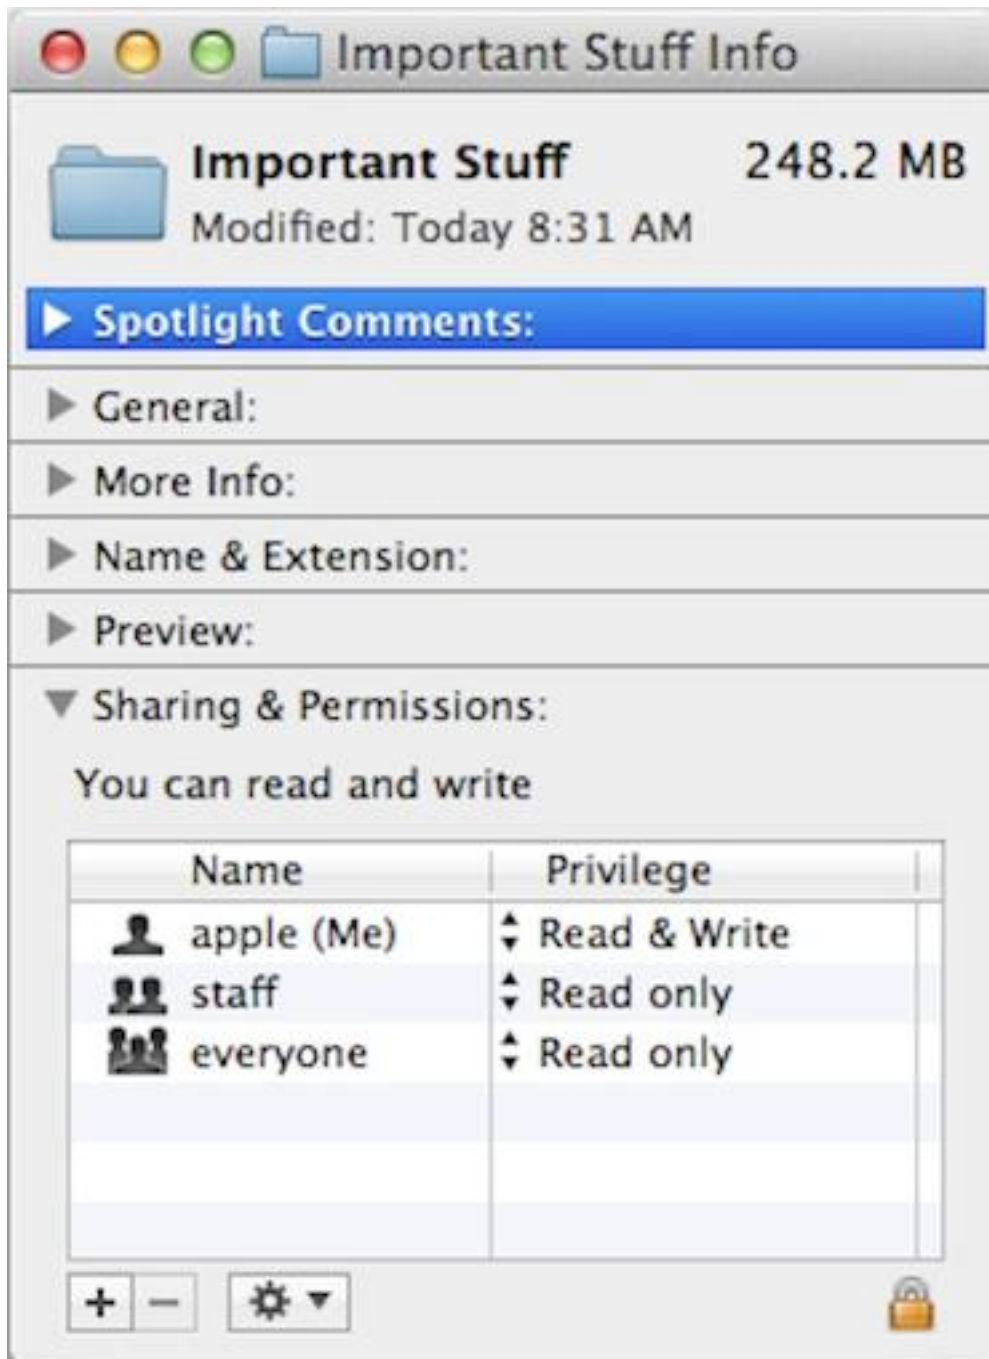 Important Stuff Info
Important Stuff 248.2 MB
Modified: Today 8:31 AM
Spotlight Comments:
General:
More Info:
Name & Extension:
Preview:
Sharing & Permissions:
You can read and write
Name Privilege
apple (Me) Read & Write
staff Read only
everyone Read only